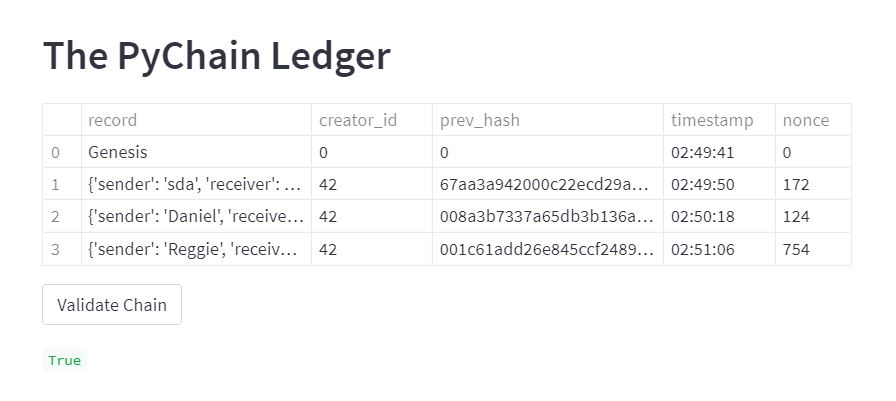 The PyChain Ledger
record creator_id prev_hash timestamp nonce
0 Genesis 0 0 02:49:41 0
1 {'sender': 'sda', 'receiver': ... 42 67aa3a942000c22ecd29a... 02:49:50 172
2 {'sender': 'Daniel', 'receive... 42 008a3b7337a65db3b136a... 02:50:18 124
3 {'sender': 'Reggie', 'receiv... 42 001c61add26e845ccf2489... 02:51:06 754
Validate Chain
True